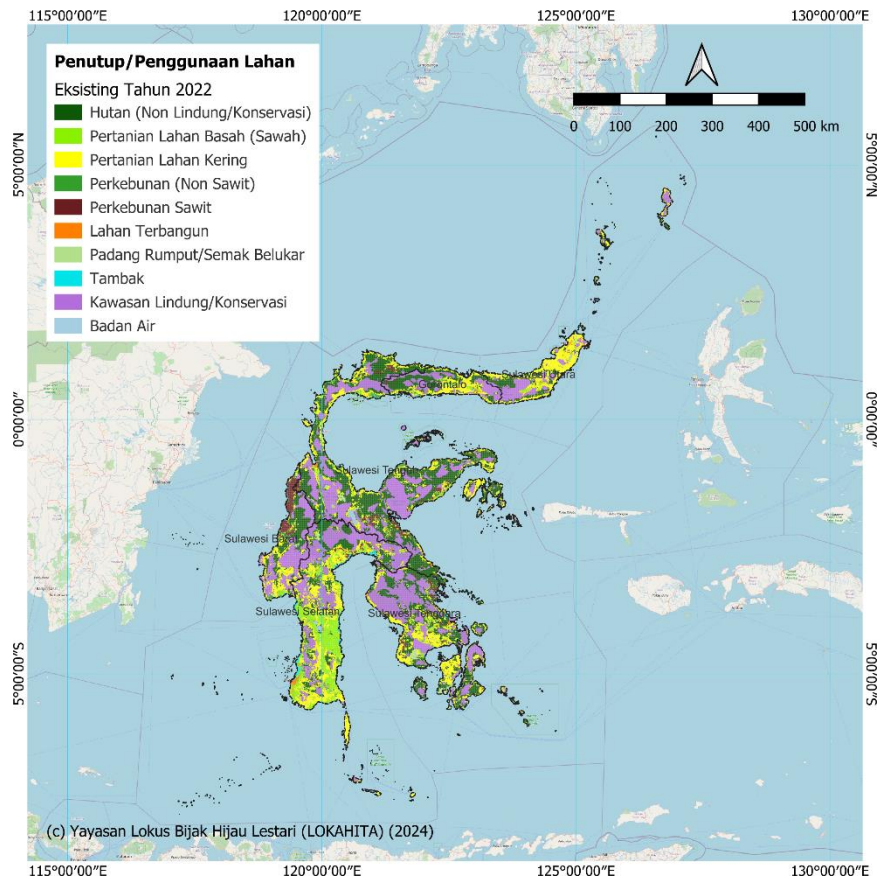 115°00'00"E 120°00'00"E 125°00'00"E 130°00'00"E
Penutup/Penggunaan Lahan
Eksisting Tahun 2022
Hutan (Non Lindung/Konservasi)
Pertanian Lahan Basah (Sawah)
Pertanian Lahan Kering
Perkebunan (Non Sawit)
Perkebunan Sawit
Lahan Terbangun
Padang Rumput/Semak Belukar
Tambak
Kawasan Lindung/Konservasi
Badan Air
0 100 200 300 400 500 km
5°00'00"N 5°00'00"N
Sulawesi Utara
Gorontalo
0°00'00" 0°00'00"
Sulawesi Tengah
Sulawesi Barat
Sulawesi Selatan
Sulawesi Tenggara
5°00'00"S 5°00'00"S
(c) Yayasan Lokus Bijak Hijau Lestari (LOKAHITA) (2024)
115°00'00"E 120°00'00"E 125°00'00"E 130°00'00"E